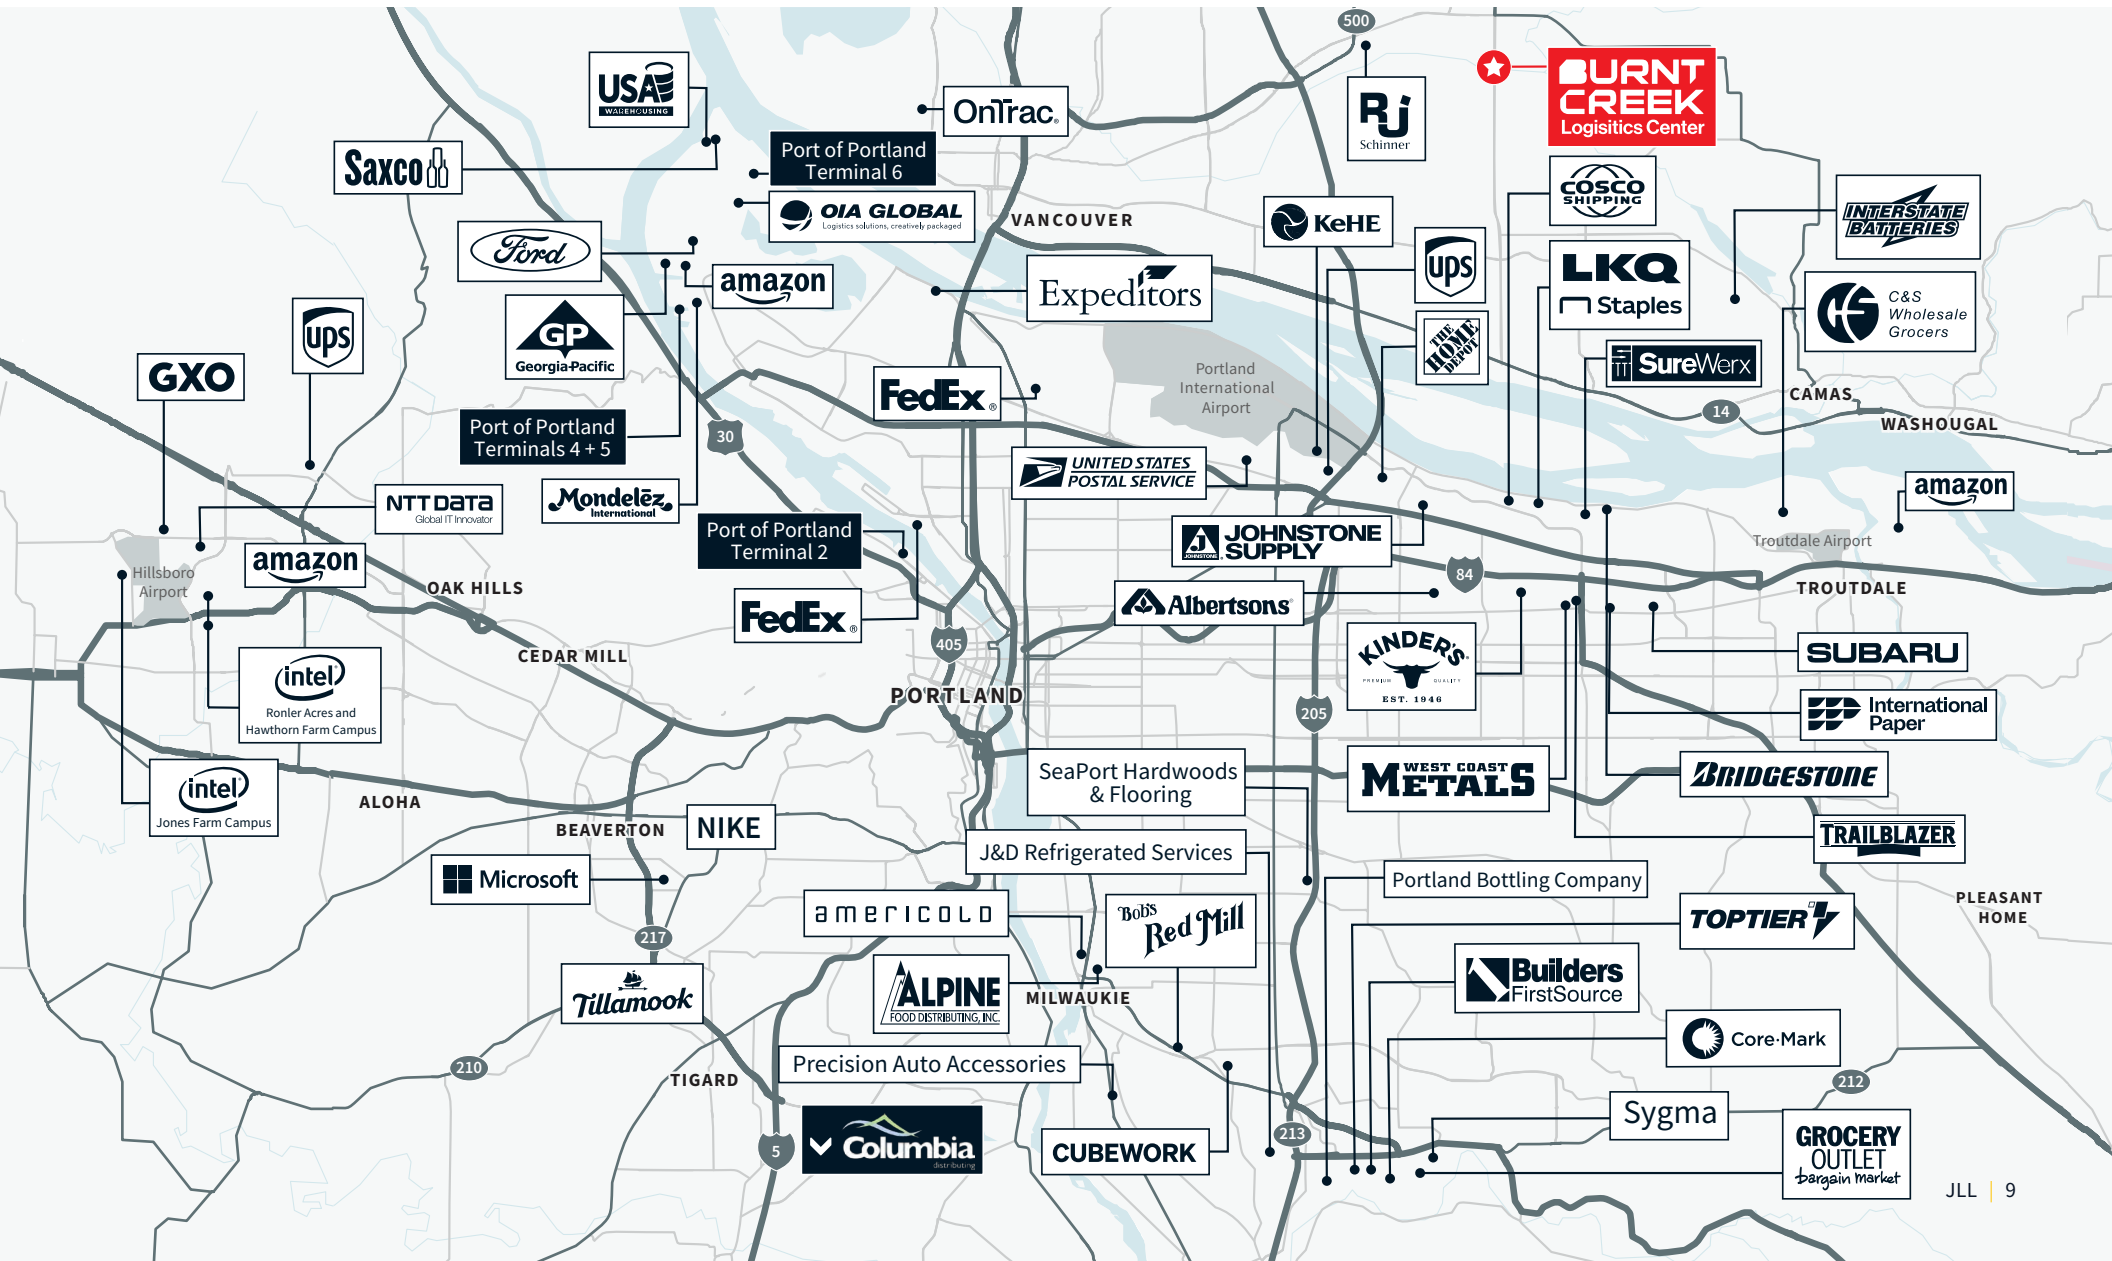 500
BURNT
CREEK
Logisitics Center
USA
WAREHOUSING
OnTrac®
RJ
Schinner
Saxco
Port of Portland
Terminal 6
OIA GLOBAL
Logistics solutions, creatively packaged
VANCOUVER
KeHE
COSCO
SHIPPING
INTERSTATE
BATTERIES
Ford
amazon
Expeditors
ups
LKQ
Staples
C&S
Wholesale
Grocers
GP
Georgia-Pacific
ups
GXO
THE
HOME
DEPOT
SureWerx
FedEx®
Portland
International
Airport
CAMAS
14
WASHOUGAL
Port of Portland
Terminals 4 + 5
30
UNITED STATES
POSTAL SERVICE
Mondelēz
International
NTT DATA
Global IT Innovator
amazon
Port of Portland
Terminal 2
JOHNSTONE
JOHNSTONE
SUPPLY
Troutdale Airport
amazon
Hillsboro
Airport
OAK HILLS
84
TROUTDALE
FedEx®
Albertsons
405
CEDAR MILL
KINDER'S
PREMIUM QUALITY
EST. 1946
SUBARU
intel
Ronler Acres and
Hawthorn Farm Campus
PORTLAND
205
International
Paper
intel
Jones Farm Campus
SeaPort Hardwoods
& Flooring
WEST COAST
METALS
BRIDGESTONE
ALOHA
BEAVERTON
NIKE
TRAILBLAZER
J&D Refrigerated Services
Microsoft
Portland Bottling Company
PLEASANT
HOME
americold
Bob's
Red Mill
TOPTIER
217
Tillamook
ALPINE
FOOD DISTRIBUTING, INC.
MILWAUKIE
Builders
FirstSource
Core-Mark
210
TIGARD
Precision Auto Accessories
212
Sygma
Columbia
distributing
5
CUBEWORK
213
GROCERY
OUTLET
bargain market
JLL | 9